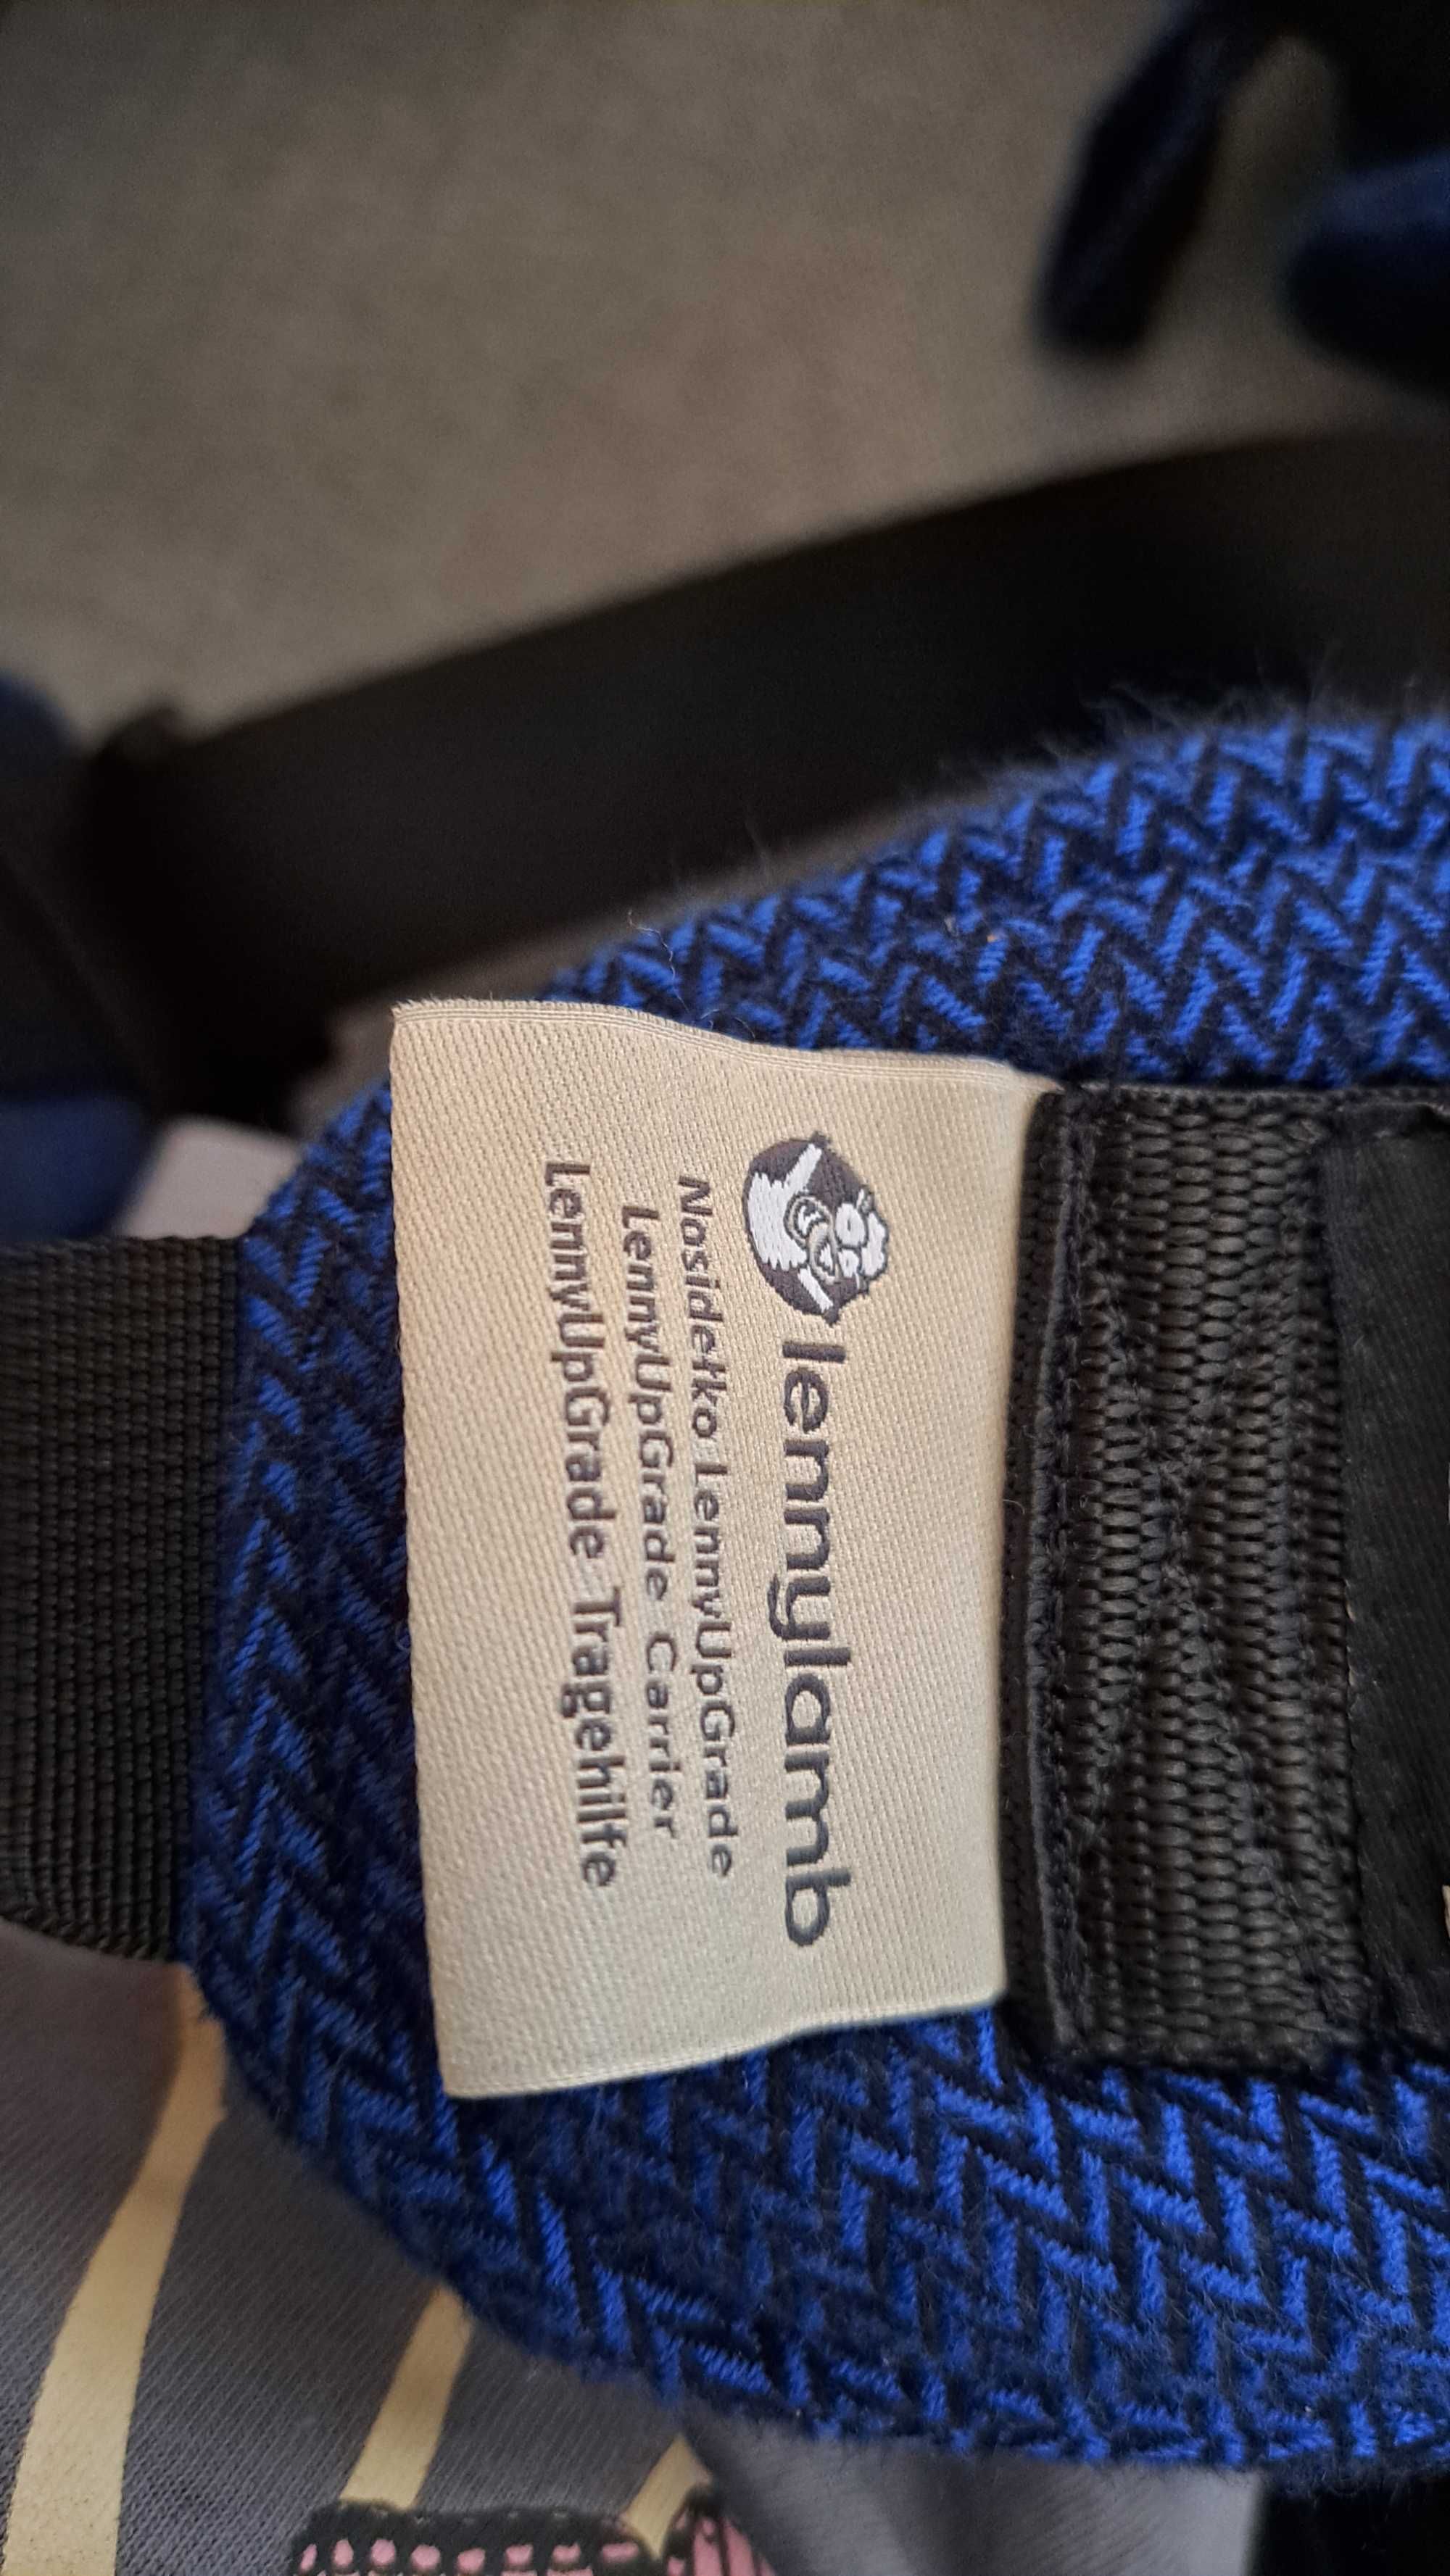 lennylamb
Nosidełko LennyUpGrade
LennyUpGrade Carrier
LennyUpGrade Tragehilfe